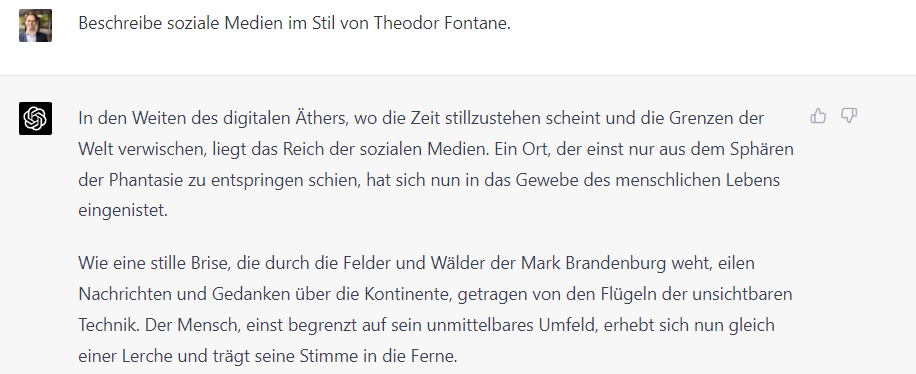 Beschreibe soziale Medien im Stil von Theodor Fontane.
In den Weiten des digitalen Äthers, wo die Zeit stillzustehen scheint und die Grenzen der
Welt verwischen, liegt das Reich der sozialen Medien. Ein Ort, der einst nur aus dem Sphären
der Phantasie zu entspringen schien, hat sich nun in das Gewebe des menschlichen Lebens
eingenistet.
Wie eine stille Brise, die durch die Felder und Wälder der Mark Brandenburg weht, eilen
Nachrichten und Gedanken über die Kontinente, getragen von den Flügeln der unsichtbaren
Technik. Der Mensch, einst begrenzt auf sein unmittelbares Umfeld, erhebt sich nun gleich
einer Lerche und trägt seine Stimme in die Ferne.